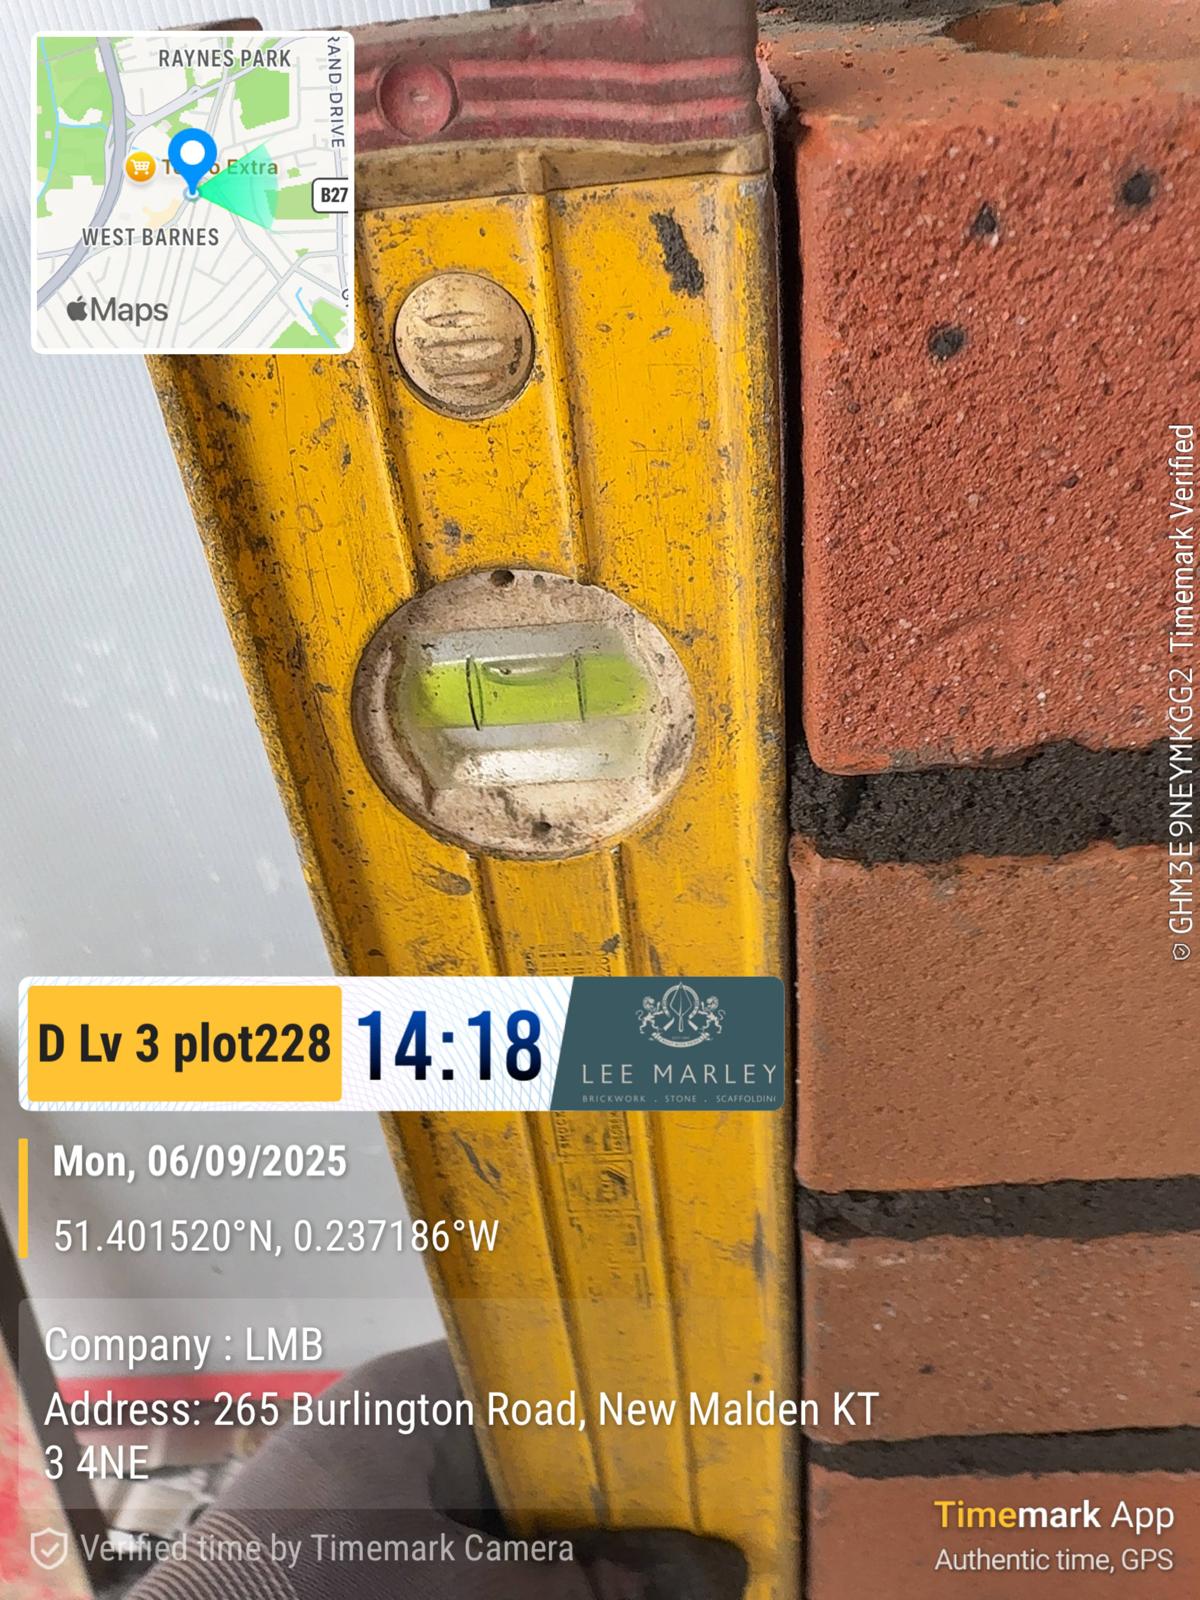 RAYNES PARK
RAND DRIVE
Extra
B27
WEST BARNES
Maps
GHM3E9NEYMKGG2 Timemark Verified
D Lv 3 plot228
14:18
LEE MARLEY
BRICKWORK . STONE . SCAFFOLDIN
Mon, 06/09/2025
51.401520°N, 0.237186°W
Company : LMB
Address: 265 Burlington Road, New Malden KT
3 4NE
Verified time by Timemark Camera
Timemark App
Authentic time, GPS